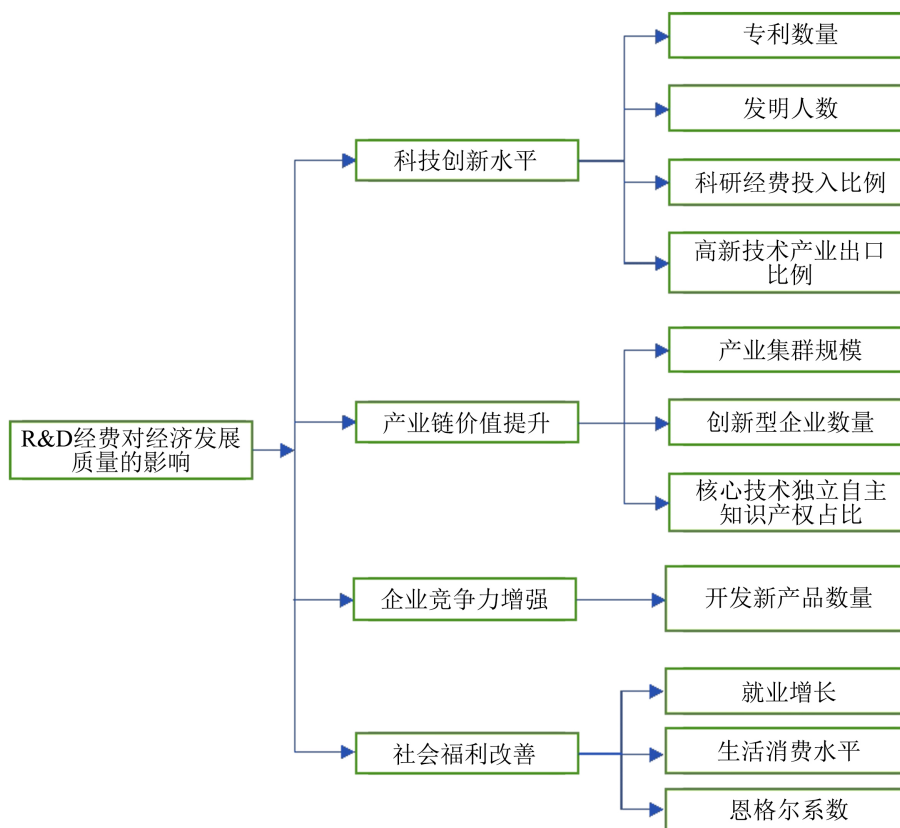 R&D经费对经济发展
质量的影响
科技创新水平
专利数量
发明人数
科研经费投入比例
高新技术产业出口
比例
产业链价值提升
产业集群规模
创新型企业数量
核心技术独立自主
知识产权占比
企业竞争力增强
开发新产品数量
社会福利改善
就业增长
生活消费水平
恩格尔系数